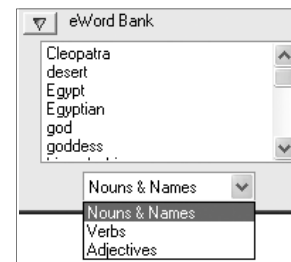 eWord Bank
Cleopatra
desert
Egypt
Egyptian
god
goddess
Nouns & Names
Nouns & Names
Verbs
Adjectives